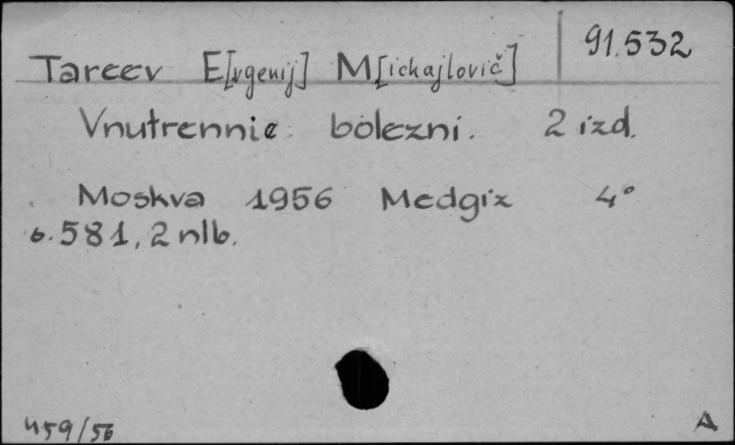 91.532
Tareev E[vgenij] M[ichajlovič]
Vnutrennie bolezni. 2 izd.
Moskva 1956 Medgiz 4°
s. 581, 2 nlb.
459/56
A